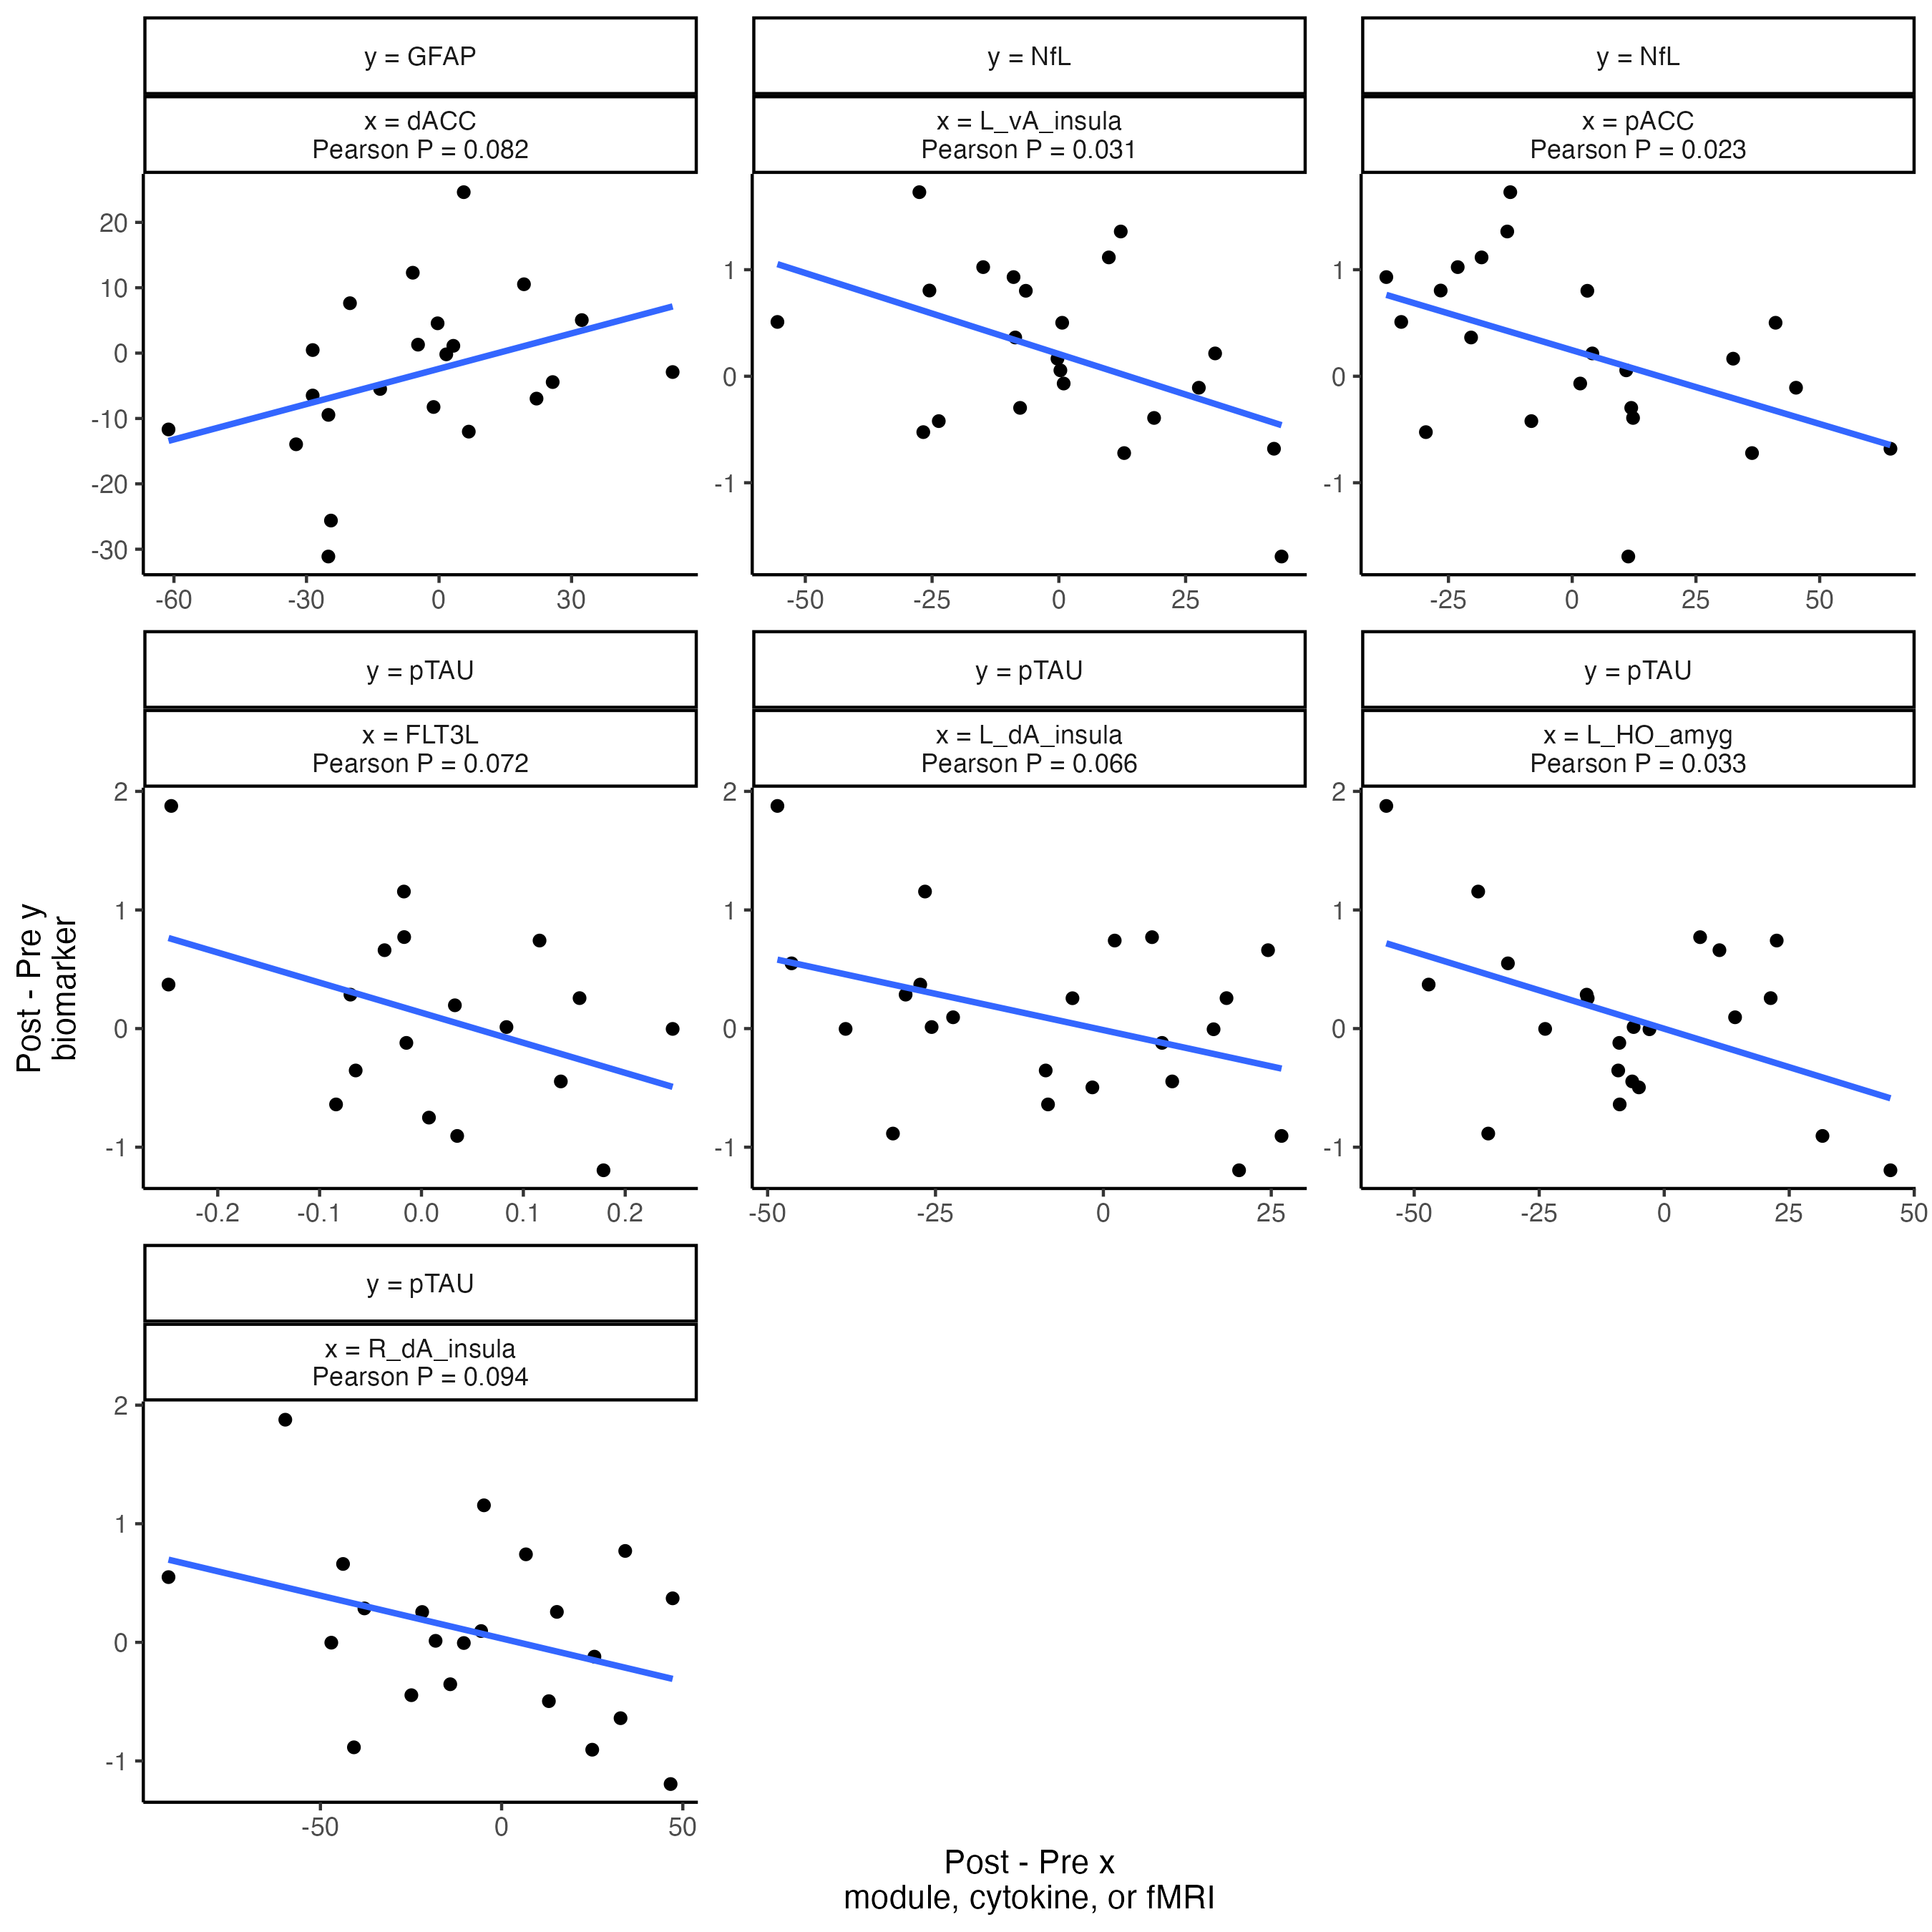 y = GFAP
x = dACC
Pearson P = 0.082
20
10
0
-10
-20
-30
-60
-30
0
30
y = NfL
x = L_vA_insula
Pearson P = 0.031
1
0
-1
-50
-25
0
25
y = NfL
x = pACC
Pearson P = 0.023
1
0
-1
-25
0
25
50
y = pTAU
x = FLT3L
Pearson P = 0.072
2
1
0
-1
-0.2
-0.1
0.0
0.1
0.2
y = pTAU
x = L_dA_insula
Pearson P = 0.066
2
1
0
-1
-50
-25
0
25
y = pTAU
x = L_HO_amyg
Pearson P = 0.033
2
1
0
-1
-50
-25
0
25
50
y = pTAU
x = R_dA_insula
Pearson P = 0.094
2
1
0
-1
-50
0
50
Post - Pre y
biomarker
Post - Pre x
module, cytokine, or fMRI